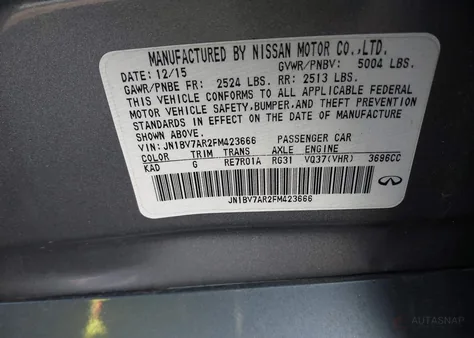 MANUFACTURED BY NISSAN MOTOR CO.,LTD.
DATE: 12/15 GVWR/PNBV: 5004 LBS.
GAWR/PNBE FR: 2524 LBS. RR: 2513 LBS.
THIS VEHICLE CONFORMS TO ALL APPLICABLE FEDERAL
MOTOR VEHICLE SAFETY,BUMPER,AND THEFT PREVENTION
STANDARDS IN EFFECT ON THE DATE OF MANUFACTURE
SHOWN ABOVE.
VIN: JN1BV7AR2FM423666 PASSENGER CAR
COLOR TRIM TRANS AXLE ENGINE
KAD G RE7R01A RG31 VQ37(VHR) 3696CC
JN1BV7AR2FM423666
AUTASNAP